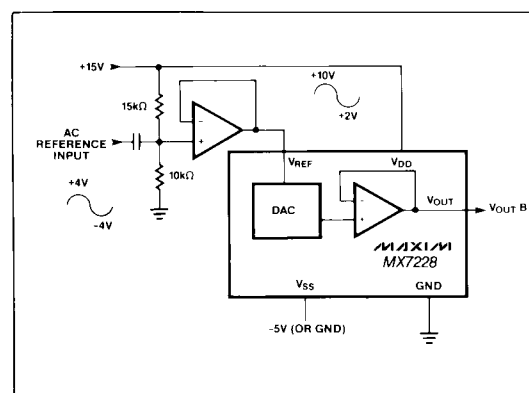 +15V
+10V
15kΩ
+2V
AC
REFERENCE
INPUT
-
+
VREF
VDD
10kΩ
+4V
-4V
DAC
-
+
VOUT
VOUT B
MAXIM
MX7228
VSS
GND
-5V (OR GND)